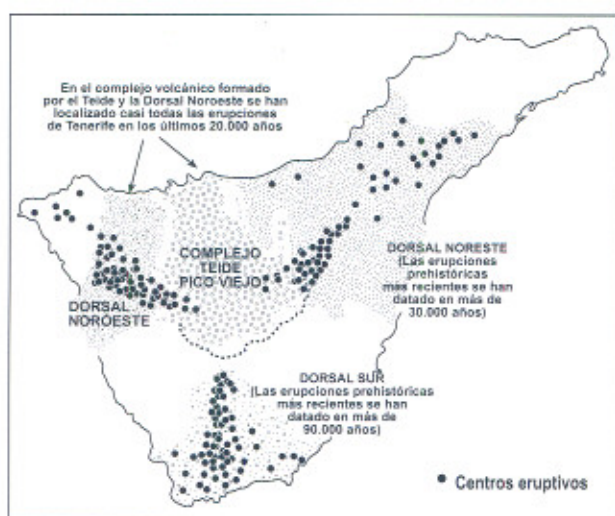 En el complejo volcánico formado
por el Teide y la Dorsal Noroeste se han
localizado casi todas las erupciones
de Tenerife en los últimos 20.000 años
COMPLEJO
TEIDE
PICO VIEJO
DORSAL
NOROESTE
DORSAL NORESTE
(Las erupciones
prehistóricas
más recientes se han
datado en más de
30.000 años)
DORSAL SUR
(Las erupciones prehistóricas
más recientes se han
datado en más de
90.000 años)
Centros eruptivos